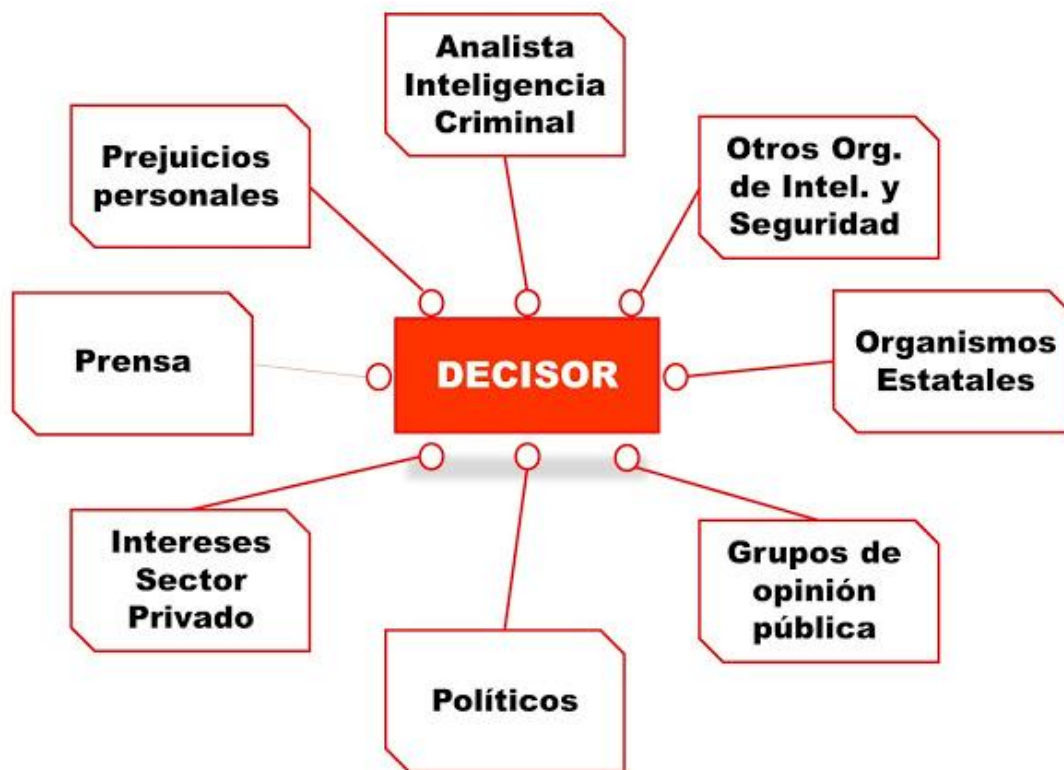 Analista
Inteligencia
Criminal
Prejuicios
personales
Otros Org.
de Intel. y
Seguridad
Prensa
DECISOR
Organismos
Estatales
Intereses
Sector
Privado
Políticos
Grupos de
opinión
pública